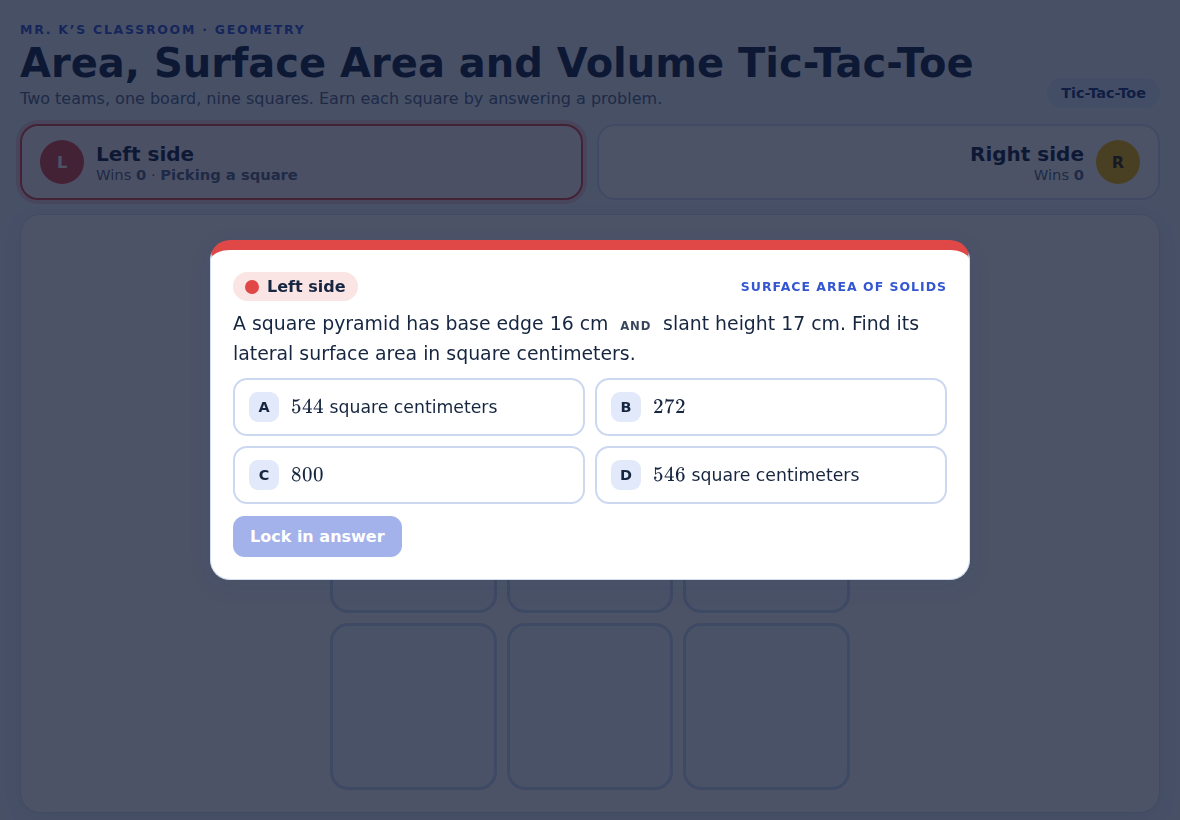 MR. K’S CLASSROOM · GEOMETRY
Area, Surface Area and Volume Tic-Tac-Toe
Two teams, one board, nine squares. Earn each square by answering a problem.
Tic-Tac-Toe
L
Left side
Wins 0 · Picking a square
Right side
Wins 0
R
Left side
SURFACE AREA OF SOLIDS
A square pyramid has base edge 16 cm AND slant height 17 cm. Find its
lateral surface area in square centimeters.
A 544 square centimeters
B 272
C 800
D 546 square centimeters
Lock in answer